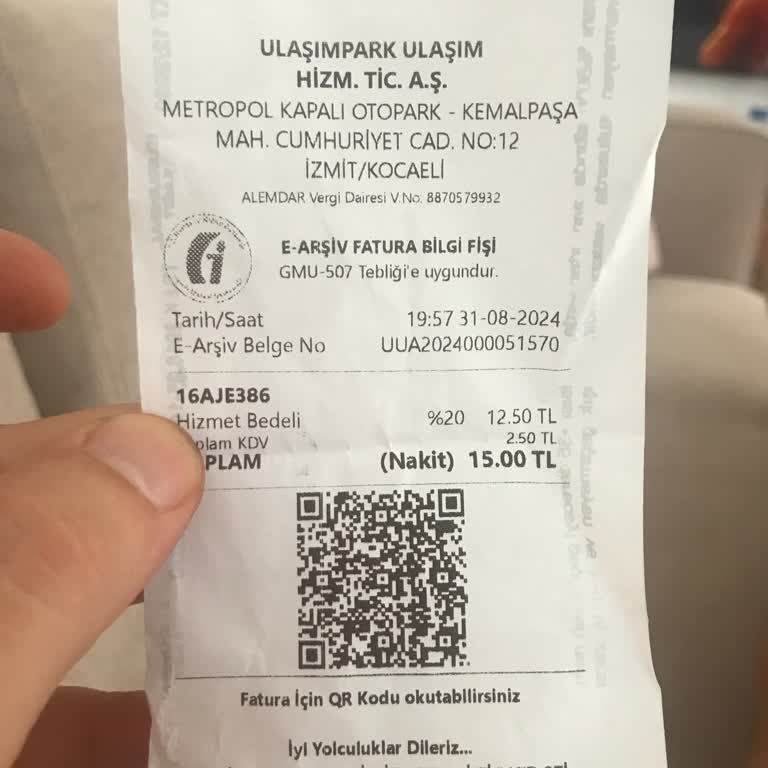 ULAŞIMPARK ULAŞIM
HİZM. TİC. A.Ş.
METROPOL KAPALI OTOPARK - KEMALPAŞA
MAH. CUMHURİYET CAD. NO:12
İZMİT/KOCAELİ
ALEMDAR Vergi Dairesi V.No: 8870579932
E-ARŞİV FATURA BİLGİ FİŞİ
GMU-507 Tebliği'e uygundur.
Tarih/Saat 19:57 31-08-2024
E-Arşiv Belge No UUA2024000051570
16AJE386
Hizmet Bedeli %20 12.50 TL
plam KDV 2.50 TL
PLAM (Nakit) 15.00 TL
Fatura İçin QR Kodu okutabilirsiniz
İyi Yolculuklar Dileriz...